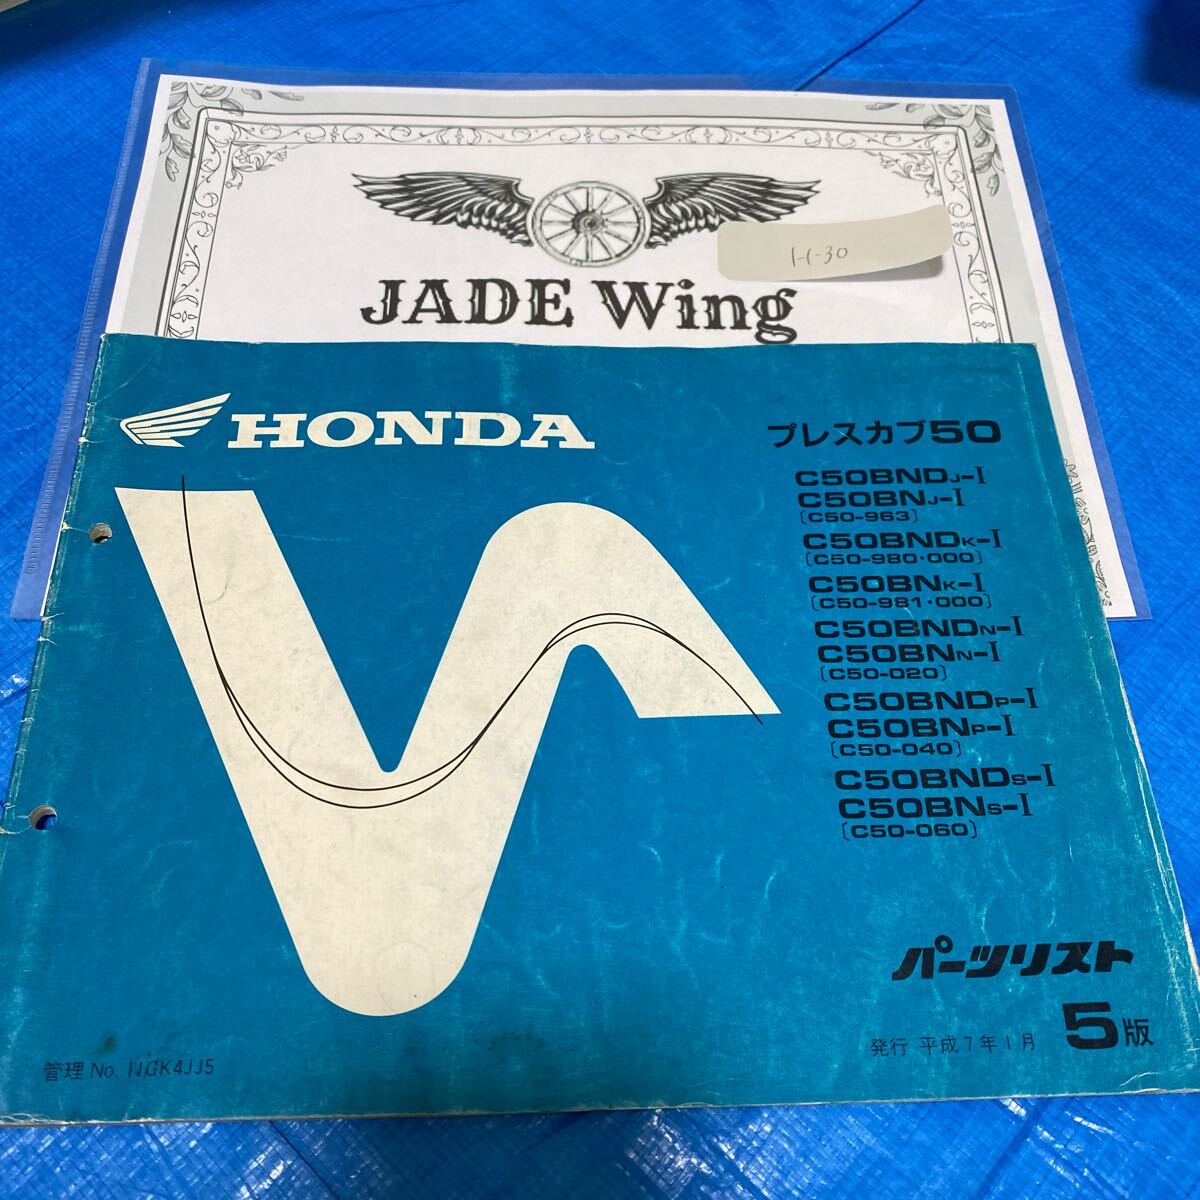 1-1-30
JADE Wing
HONDA
プレスカブ50
C50BNDJ-I
C50BNJ-I
〔C50-963〕
C50BNDK-I
〔C50-980・000〕
C50BNK-I
〔C50-981・000〕
C50BNDN-I
C50BNN-I
〔C50-020〕
C50BNDP-I
C50BNP-I
〔C50-040〕
C50BNDS-I
C50BNS-I
〔C50-060〕
パーツリスト
発行 平成7年1月 5版
管理 No. 11GK4JJ5